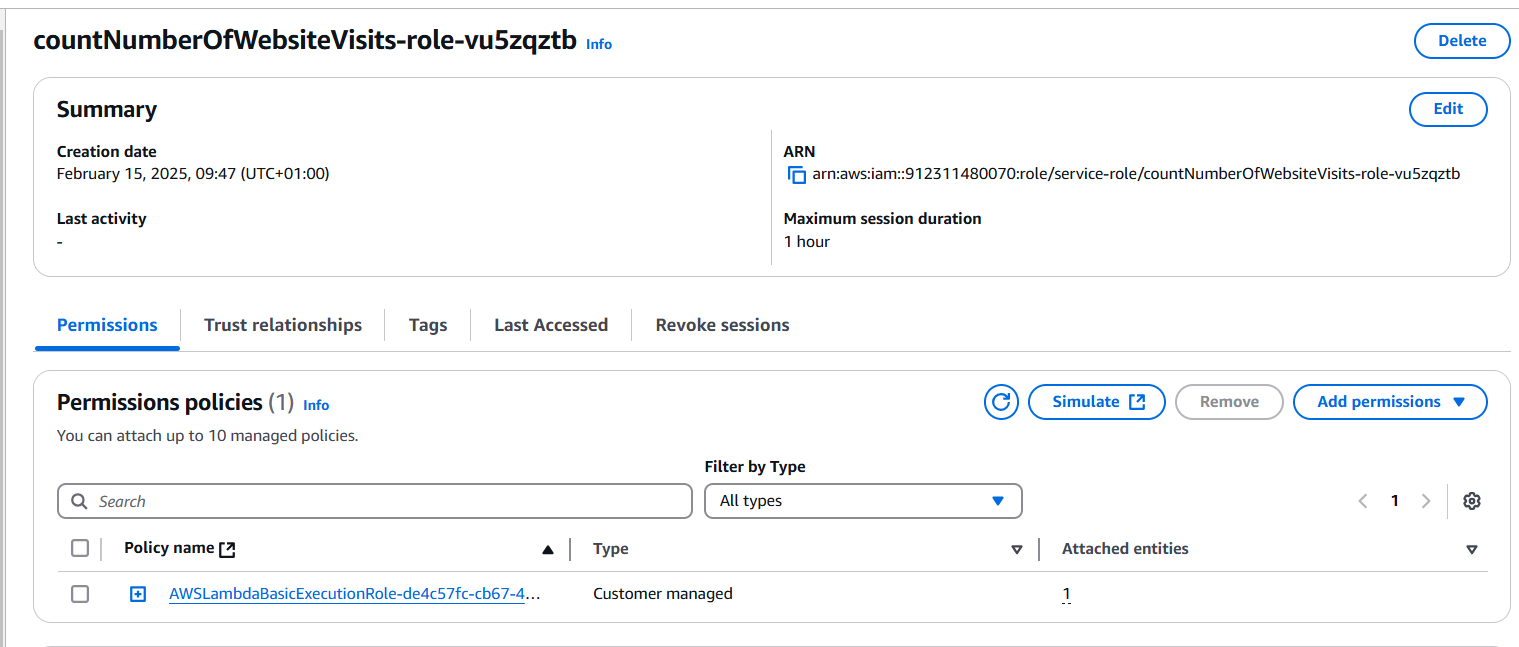 countNumberOfWebsiteVisits-role-vu5zqztb Info
Delete
Summary
Edit
Creation date
February 15, 2025, 09:47 (UTC+01:00)
ARN
arn:aws:iam::912311480070:role/service-role/countNumberOfWebsiteVisits-role-vu5zqztb
Last activity
-
Maximum session duration
1 hour
Permissions
Trust relationships
Tags
Last Accessed
Revoke sessions
Permissions policies (1) Info
Simulate
Remove
Add permissions
You can attach up to 10 managed policies.
Filter by Type
Search
All types
1
Policy name
Type
Attached entities
AWSLambdaBasicExecutionRole-de4c57fc-cb67-4...
Customer managed
1